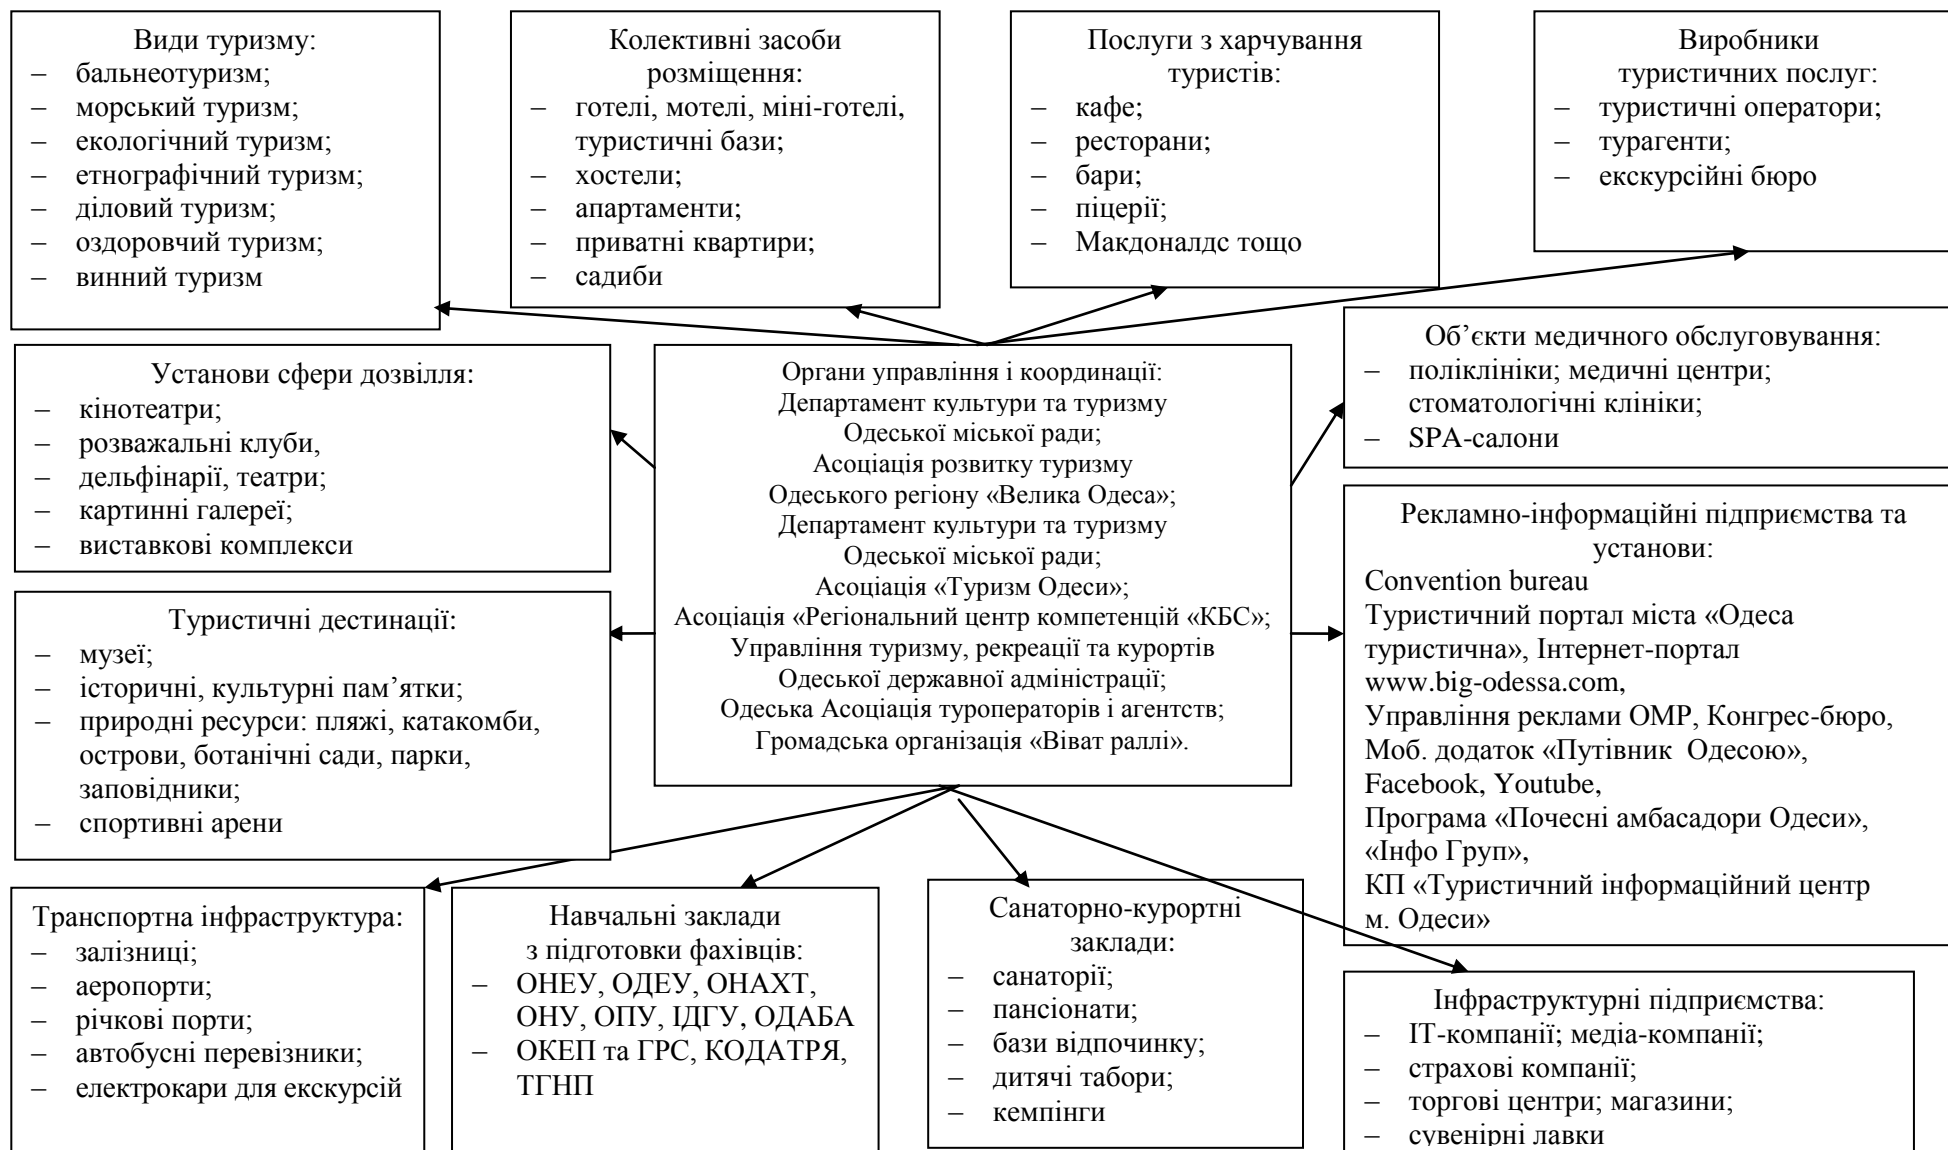 Види туризму:
– бальнеотуризм;
– морський туризм;
– екологічний туризм;
– етнографічний туризм;
– діловий туризм;
– оздоровчий туризм;
– винний туризм
Колективні засоби
розміщення:
– готелі, мотелі, міні-готелі,
туристичні бази;
– хостели;
– апартаменти;
– приватні квартири;
– садиби
Послуги з харчування
туристів:
– кафе;
– ресторани;
– бари;
– піцерії;
– Макдоналдс тощо
Виробники
туристичних послуг:
– туристичні оператори;
– турагенти;
– екскурсійні бюро
Установи сфери дозвілля:
– кінотеатри;
– розважальні клуби,
– дельфінарії, театри;
– картинні галереї;
– виставкові комплекси
Органи управління і координації:
Департамент культури та туризму
Одеської міської ради;
Асоціація розвитку туризму
Одеського регіону «Велика Одеса»;
Департамент культури та туризму
Одеської міської ради;
Асоціація «Туризм Одеси»;
Асоціація «Регіональний центр компетенцій «КБС»;
Управління туризму, рекреації та курортів
Одеської державної адміністрації;
Одеська Асоціація туроператорів і агентств;
Громадська організація «Віват раллі».
Об’єкти медичного обслуговування:
– поліклініки; медичні центри;
стоматологічні клініки;
– SPA-салони
Туристичні дестинації:
– музеї;
– історичні, культурні пам’ятки;
– природні ресурси: пляжі, катакомби,
острови, ботанічні сади, парки,
заповідники;
– спортивні арени
Рекламно-інформаційні підприємства та
установи:
Convention bureau
Туристичний портал міста «Одеса
туристична», Інтернет-портал
www.big-odessa.com,
Управління реклами ОМР, Конгрес-бюро,
Моб. додаток «Путівник Одесою»,
Facebook, Youtube,
Програма «Почесні амбасадори Одеси»,
«Інфо Груп»,
КП «Туристичний інформаційний центр
м. Одеси»
Транспортна інфраструктура:
– залізниці;
– аеропорти;
– річкові порти;
– автобусні перевізники;
– електрокари для екскурсій
Навчальні заклади
з підготовки фахівців:
– ОНЕУ, ОДЕУ, ОНАХТ,
ОНУ, ОПУ, ІДГУ, ОДАБА
– ОКЕП та ГРС, КОДАТРЯ,
ТГНП
Санаторно-курортні
заклади:
– санаторії;
– пансіонати;
– бази відпочинку;
– дитячі табори;
– кемпінги
Інфраструктурні підприємства:
– ІТ-компанії; медіа-компанії;
– страхові компанії;
– торгові центри; магазини;
– сувенірні лавки